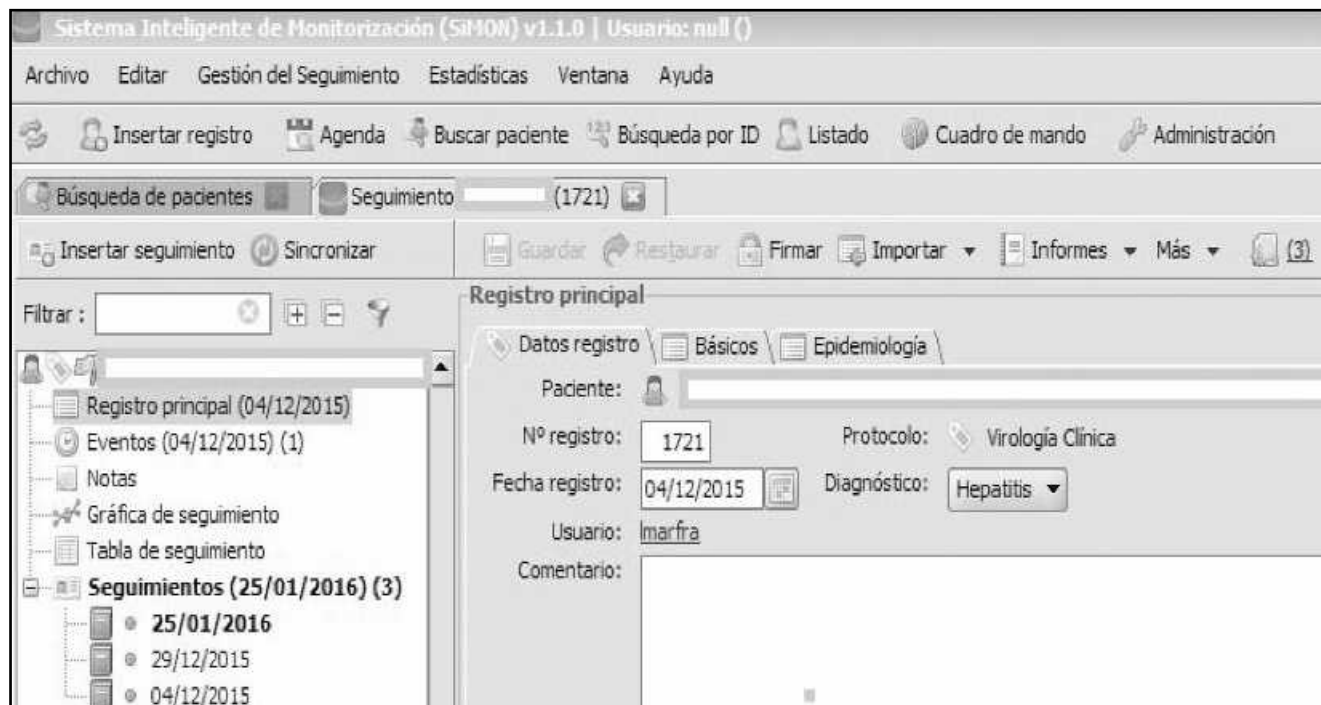 Sistema Inteligente de Monitorización (SiMON) v1.1.0 | Usuario: null ()
Archivo Editar Gestión del Seguimiento Estadísticas Ventana Ayuda
Insertar registro Agenda Buscar paciente Búsqueda por ID Listado Cuadro de mando Administración
Búsqueda de pacientes Seguimiento (1721)
Insertar seguimiento Sincronizar Guardar Restaurar Firmar Importar Informes Más (3)
Filtrar :
Registro principal (04/12/2015)
Eventos (04/12/2015) (1)
Notas
Gráfica de seguimiento
Tabla de seguimiento
Seguimientos (25/01/2016) (3)
25/01/2016
29/12/2015
04/12/2015
Registro principal
Datos registro Básicos Epidemiología
Paciente:
Nº registro: 1721 Protocolo: Virología Clínica
Fecha registro: 04/12/2015 Diagnóstico: Hepatitis
Usuario: lmarfra
Comentario: